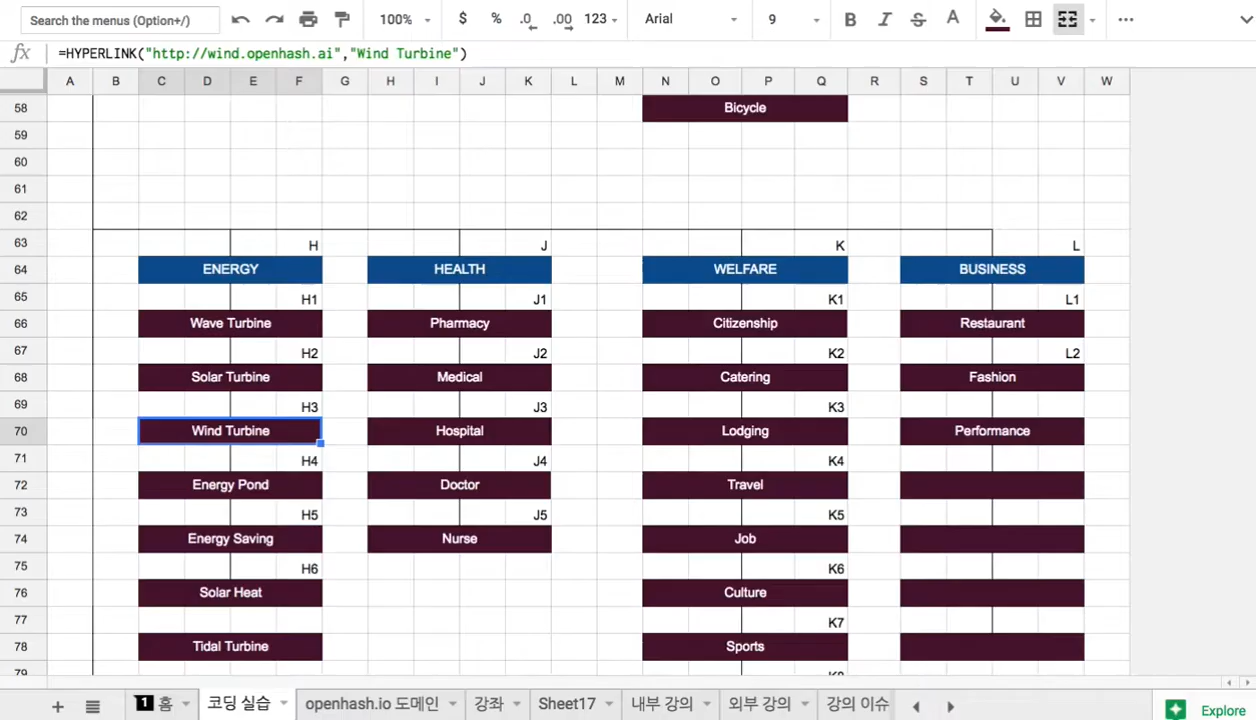 Search the menus (Option+/)
100% $ % .0 .00 123 Arial 9 B I S A
fx =HYPERLINK("http://wind.openhash.ai","Wind Turbine")
A B C D E F G H I J K L M N O P Q R S T U V W
58 Bicycle
59
60
61
62
63 H J K L
64 ENERGY HEALTH WELFARE BUSINESS
65 H1 J1 K1 L1
66 Wave Turbine Pharmacy Citizenship Restaurant
67 H2 J2 K2 L2
68 Solar Turbine Medical Catering Fashion
69 H3 J3 K3
70 Wind Turbine Hospital Lodging Performance
71 H4 J4 K4
72 Energy Pond Doctor Travel
73 H5 J5 K5
74 Energy Saving Nurse Job
75 H6 K6
76 Solar Heat Culture
77 K7
78 Tidal Turbine Sports
79
1 홈 코딩 실습 openhash.io 도메인 강좌 Sheet17 내부 강의 외부 강의 강의 이슈 Explore